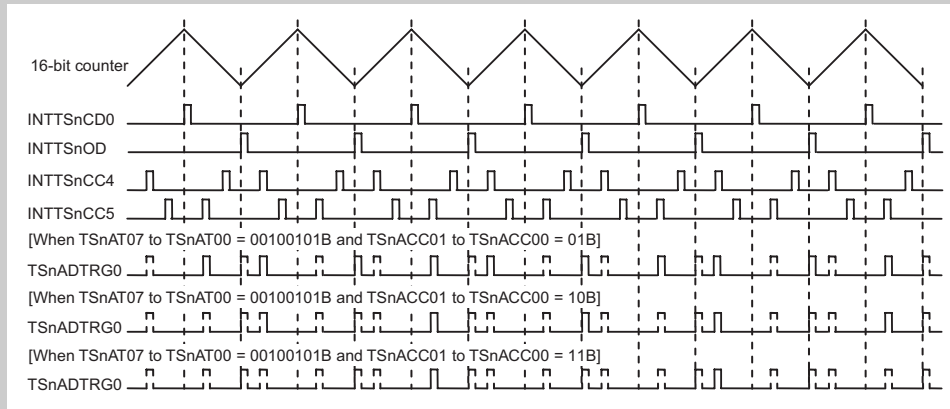 16-bit counter
INTTSnCD0
INTTSnOD
INTTSnCC4
INTTSnCC5
[When TSnAT07 to TSnAT00 = 00100101B and TSnACC01 to TSnACC00 = 01B]
TSnADTRG0
[When TSnAT07 to TSnAT00 = 00100101B and TSnACC01 to TSnACC00 = 10B]
TSnADTRG0
[When TSnAT07 to TSnAT00 = 00100101B and TSnACC01 to TSnACC00 = 11B]
TSnADTRG0